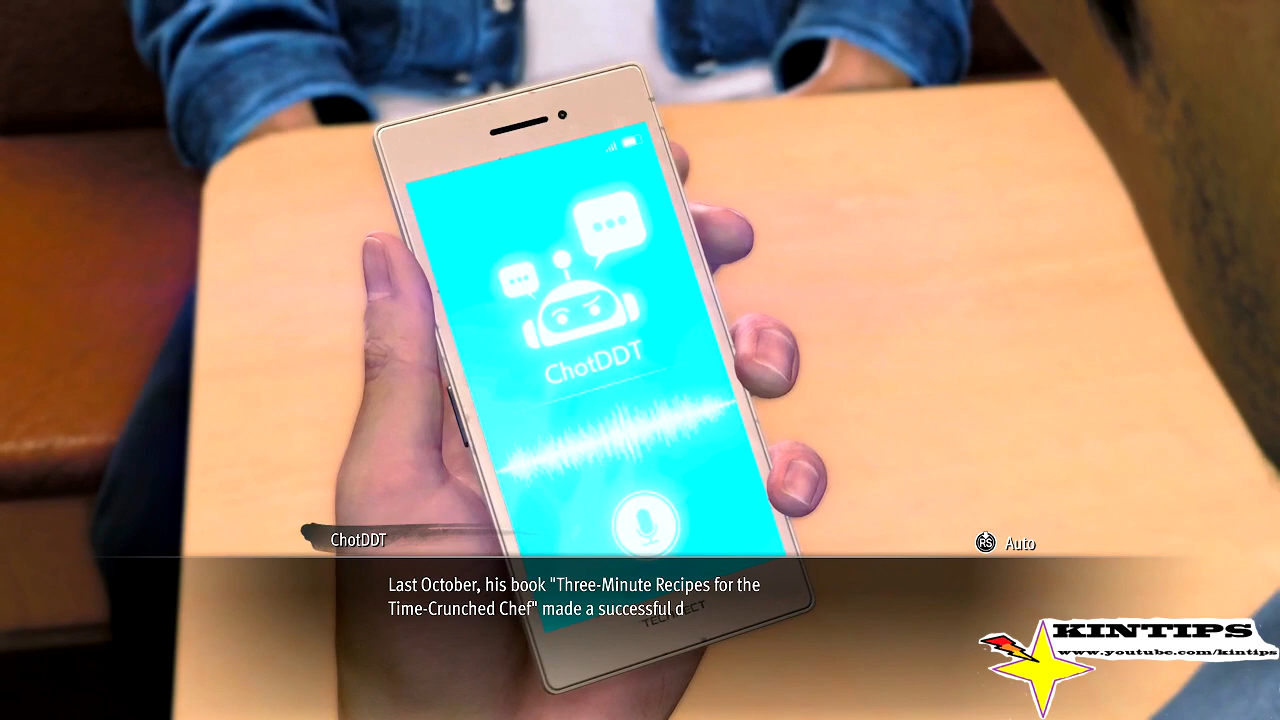 ChotDDT
ChotDDT
RS Auto
Last October, his book "Three-Minute Recipes for the
Time-Crunched Chef" made a successful d
KINTIPS
www.youtube.com/kintips